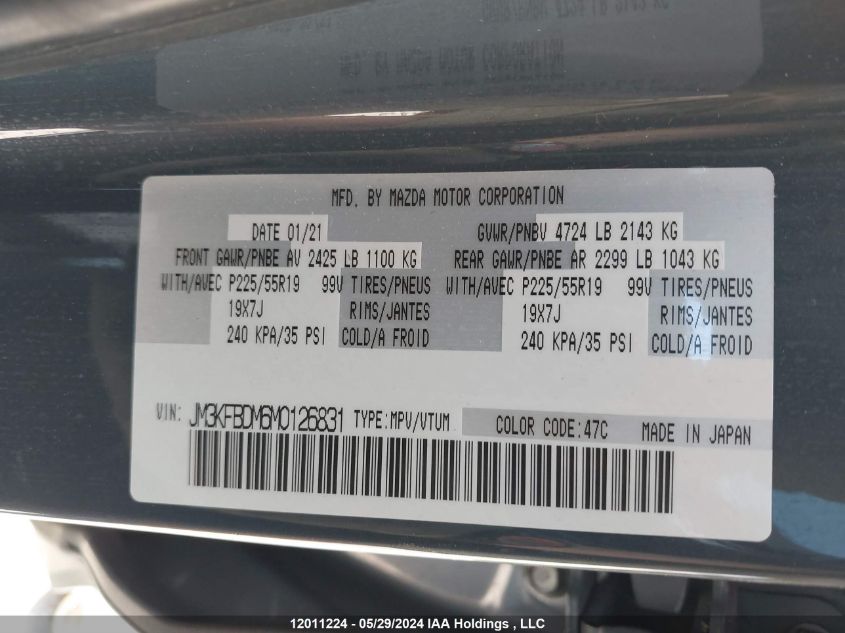 MFD. BY MAZDA MOTOR CORPORATION
DATE 01/21 GVWR/PNBV 4724 LB 2143 KG
FRONT GAWR/PNBE AV 2425 LB 1100 KG REAR GAWR/PNBE AR 2299 LB 1043 KG
WITH/AVEC P225/55R19 99V TIRES/PNEUS WITH/AVEC P225/55R19 99V TIRES/PNEUS
19X7J RIMS/JANTES 19X7J RIMS/JANTES
240 KPA/35 PSI COLD/A FROID 240 KPA/35 PSI COLD/A FROID
VIN: JM3KFBDM6M0126831 TYPE:MPV/VTUM COLOR CODE:47C MADE IN JAPAN
12011224 - 05/29/2024 IAA Holdings , LLC